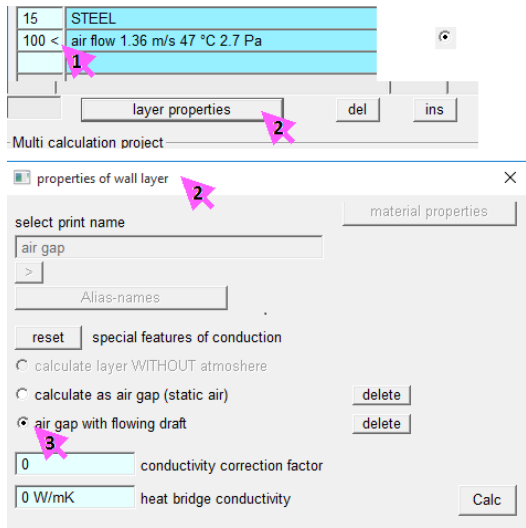 15 STEEL
100 < air flow 1.36 m/s 47 °C 2.7 Pa
1
layer properties del ins
2
Multi calculation project
properties of wall layer
2
select print name material properties
air gap
>
Alias-names
reset special features of conduction
calculate layer WITHOUT atmoshere
calculate as air gap (static air) delete
air gap with flowing draft delete
3
0 conductivity correction factor
0 W/mK heat bridge conductivity Calc